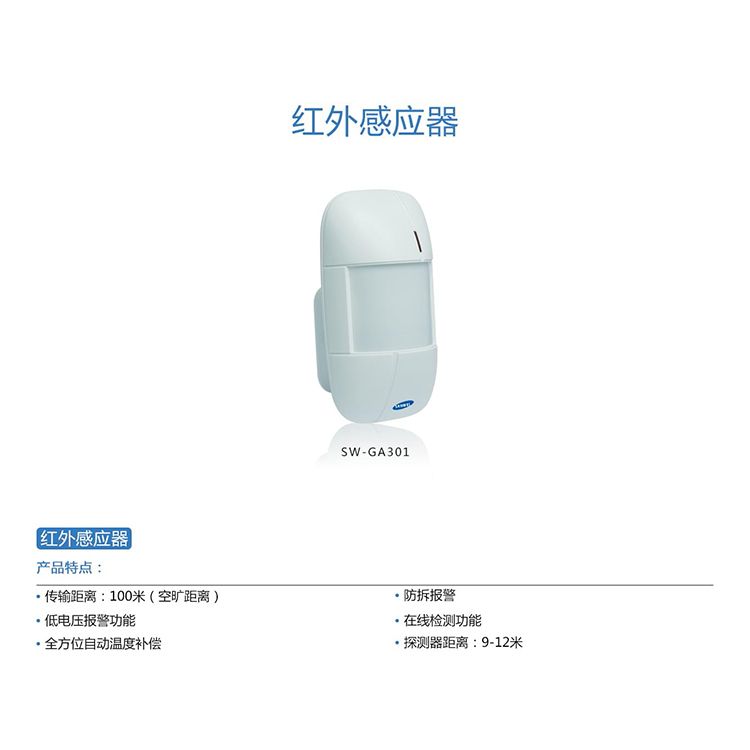 红外感应器
SW-GA301
红外感应器
产品特点：
• 传输距离：100米（空旷距离）
• 低电压报警功能
• 全方位自动温度补偿
• 防拆报警
• 在线检测功能
• 探测器距离：9-12米